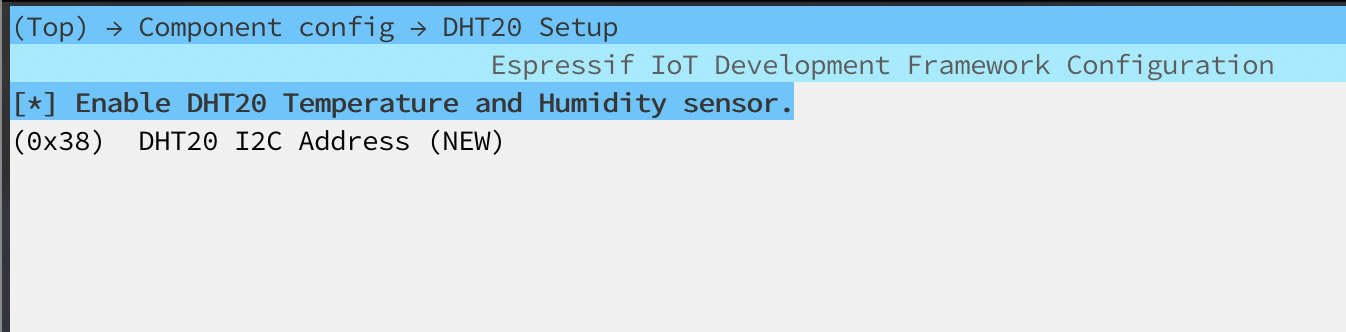 (Top) → Component config → DHT20 Setup
Espressif IoT Development Framework Configuration
[*] Enable DHT20 Temperature and Humidity sensor.
(0x38) DHT20 I2C Address (NEW)